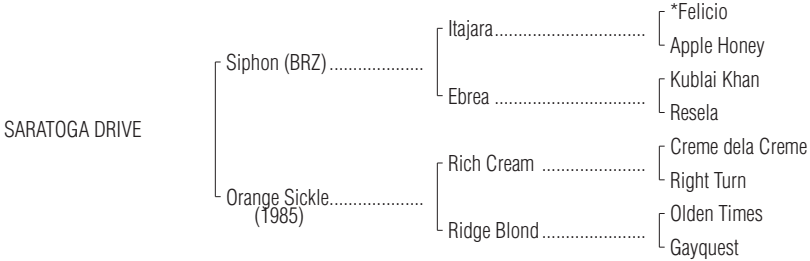 *Felicio
Itajara
Apple Honey
Siphon (BRZ)
Kublai Khan
Ebrea
Resela
SARATOGA DRIVE
Creme dela Creme
Rich Cream
Right Turn
Orange Sickle
(1985)
Olden Times
Ridge Blond
Gayquest